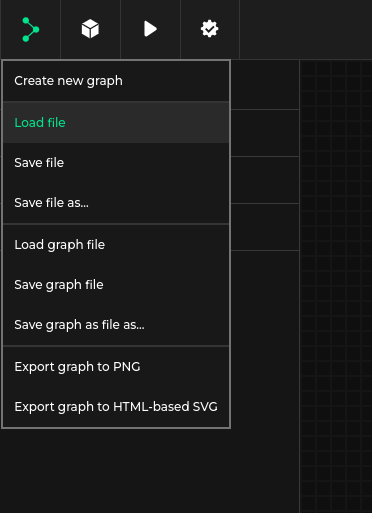 Create new graph
Load file
Save file
Save file as...
Load graph file
Save graph file
Save graph as file as...
Export graph to PNG
Export graph to HTML-based SVG